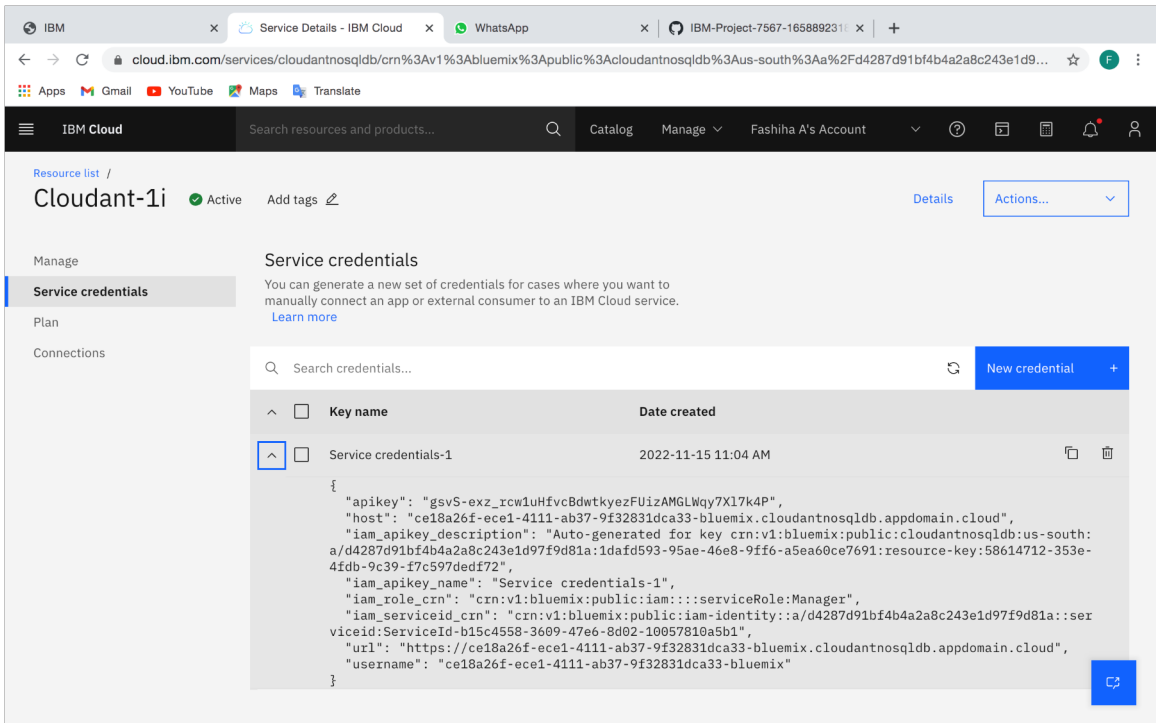 IBM
Service Details - IBM Cloud
WhatsApp
IBM-Project-7567-1658892318
cloud.ibm.com/services/cloudantnosqldb/crn%3Av1%3Abluemix%3Apublic%3Acloudantnosqldb%3Aus-south%3Aa%2Fd4287d91bf4b4a2a8c243e1d9...
F
Apps
Gmail
YouTube
Maps
Translate
IBM Cloud
Search resources and products...
Catalog
Manage
Fashiha A's Account
Resource list /
Cloudant-1i
Active
Add tags
Details
Actions...
Manage
Service credentials
Plan
Connections
Service credentials
You can generate a new set of credentials for cases where you want to
manually connect an app or external consumer to an IBM Cloud service.
Learn more
Search credentials...
New credential +
Key name
Date created
Service credentials-1
2022-11-15 11:04 AM
{
"apikey": "gsvS-exz_rcw1uHfvcBdwtkyezFUizAMGLWqy7Xl7k4P",
"host": "ce18a26f-ece1-4111-ab37-9f32831dca33-bluemix.cloudantnosqldb.appdomain.cloud",
"iam_apikey_description": "Auto-generated for key crn:v1:bluemix:public:cloudantnosqldb:us-south:
a/d4287d91bf4b4a2a8c243e1d97f9d81a:1dafd593-95ae-46e8-9ff6-a5ea60ce7691:resource-key:58614712-353e-
4fdb-9c39-f7c597dedf72",
"iam_apikey_name": "Service credentials-1",
"iam_role_crn": "crn:v1:bluemix:public:iam::::serviceRole:Manager",
"iam_serviceid_crn": "crn:v1:bluemix:public:iam-identity::a/d4287d91bf4b4a2a8c243e1d97f9d81a::ser
viceid:ServiceId-b15c4558-3609-47e6-8d02-10057810a5b1",
"url": "https://ce18a26f-ece1-4111-ab37-9f32831dca33-bluemix.cloudantnosqldb.appdomain.cloud",
"username": "ce18a26f-ece1-4111-ab37-9f32831dca33-bluemix"
}